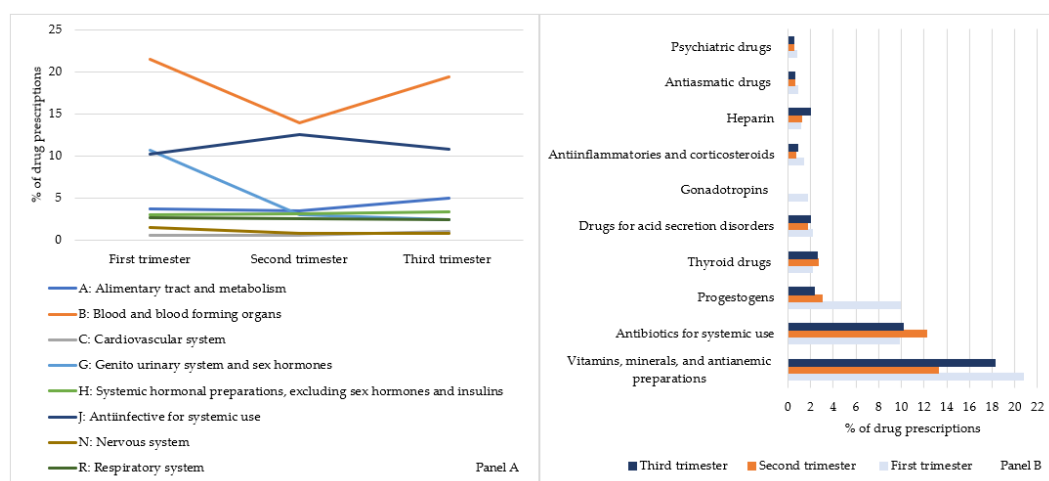 25
20
15
10
5
0
% of drug prescriptions
First trimester
Second trimester
Third trimester
A: Alimentary tract and metabolism
B: Blood and blood forming organs
C: Cardiovascular system
G: Genito urinary system and sex hormones
H: Systemic hormonal preparations, excluding sex hormones and insulins
J: Antiinfective for systemic use
N: Nervous system
R: Respiratory system
Panel A
Psychiatric drugs
Antiasmatic drugs
Heparin
Antiinflammatories and corticosteroids
Gonadotropins
Drugs for acid secretion disorders
Thyroid drugs
Progestogens
Antibiotics for systemic use
Vitamins, minerals, and antianemic
preparations
0 2 4 6 8 10 12 14 16 18 20 22
% of drug prescriptions
Third trimester Second trimester First trimester Panel B